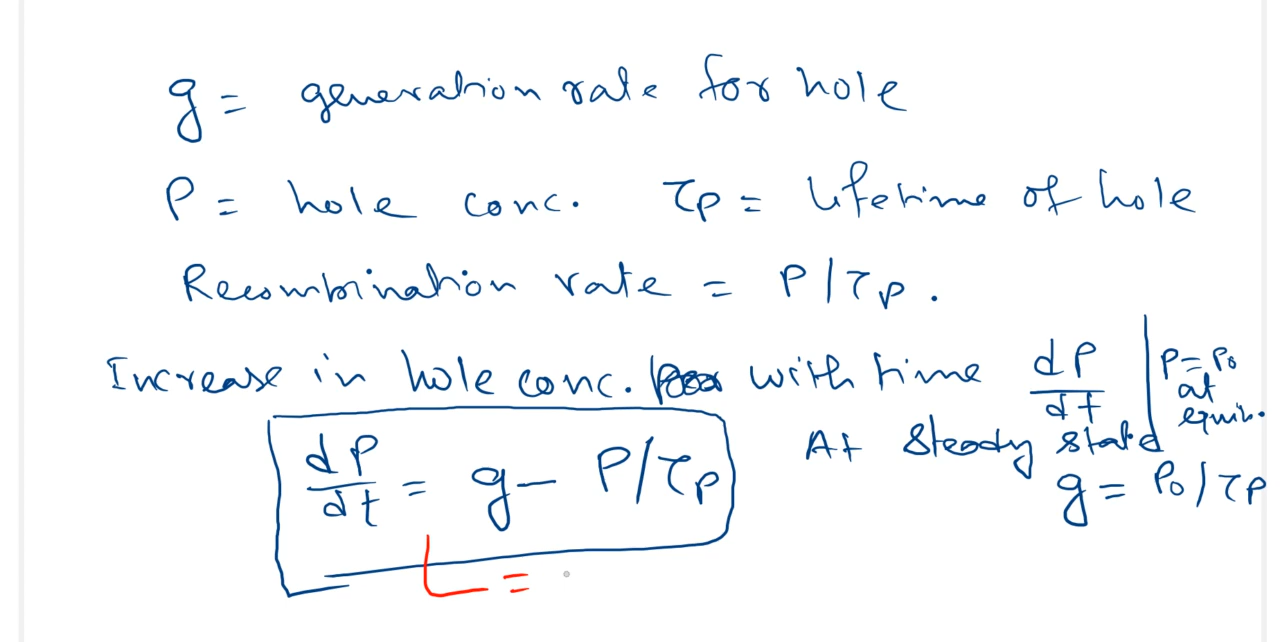 g = generation rate for hole
P = hole conc. τp = lifetime of hole
Recombination rate = P/τp.
Increase in hole conc. with time dP/dt | P = P₀ at equib.
dP/dt = g - P/τp
At steady state
g = P₀/τp
L =